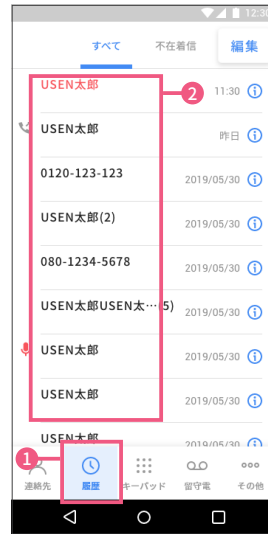 12:30
すべて 不在着信 編集
USEN太郎 2 11:30
USEN太郎 昨日
0120-123-123 2019/05/30
USEN太郎(2) 2019/05/30
080-1234-5678 2019/05/30
USEN太郎USEN太…(5) 2019/05/30
USEN太郎 2019/05/30
USEN太郎 2019/05/30
USEN太郎 2019/05/30
1
連絡先 履歴 キーパッド 留守電 その他